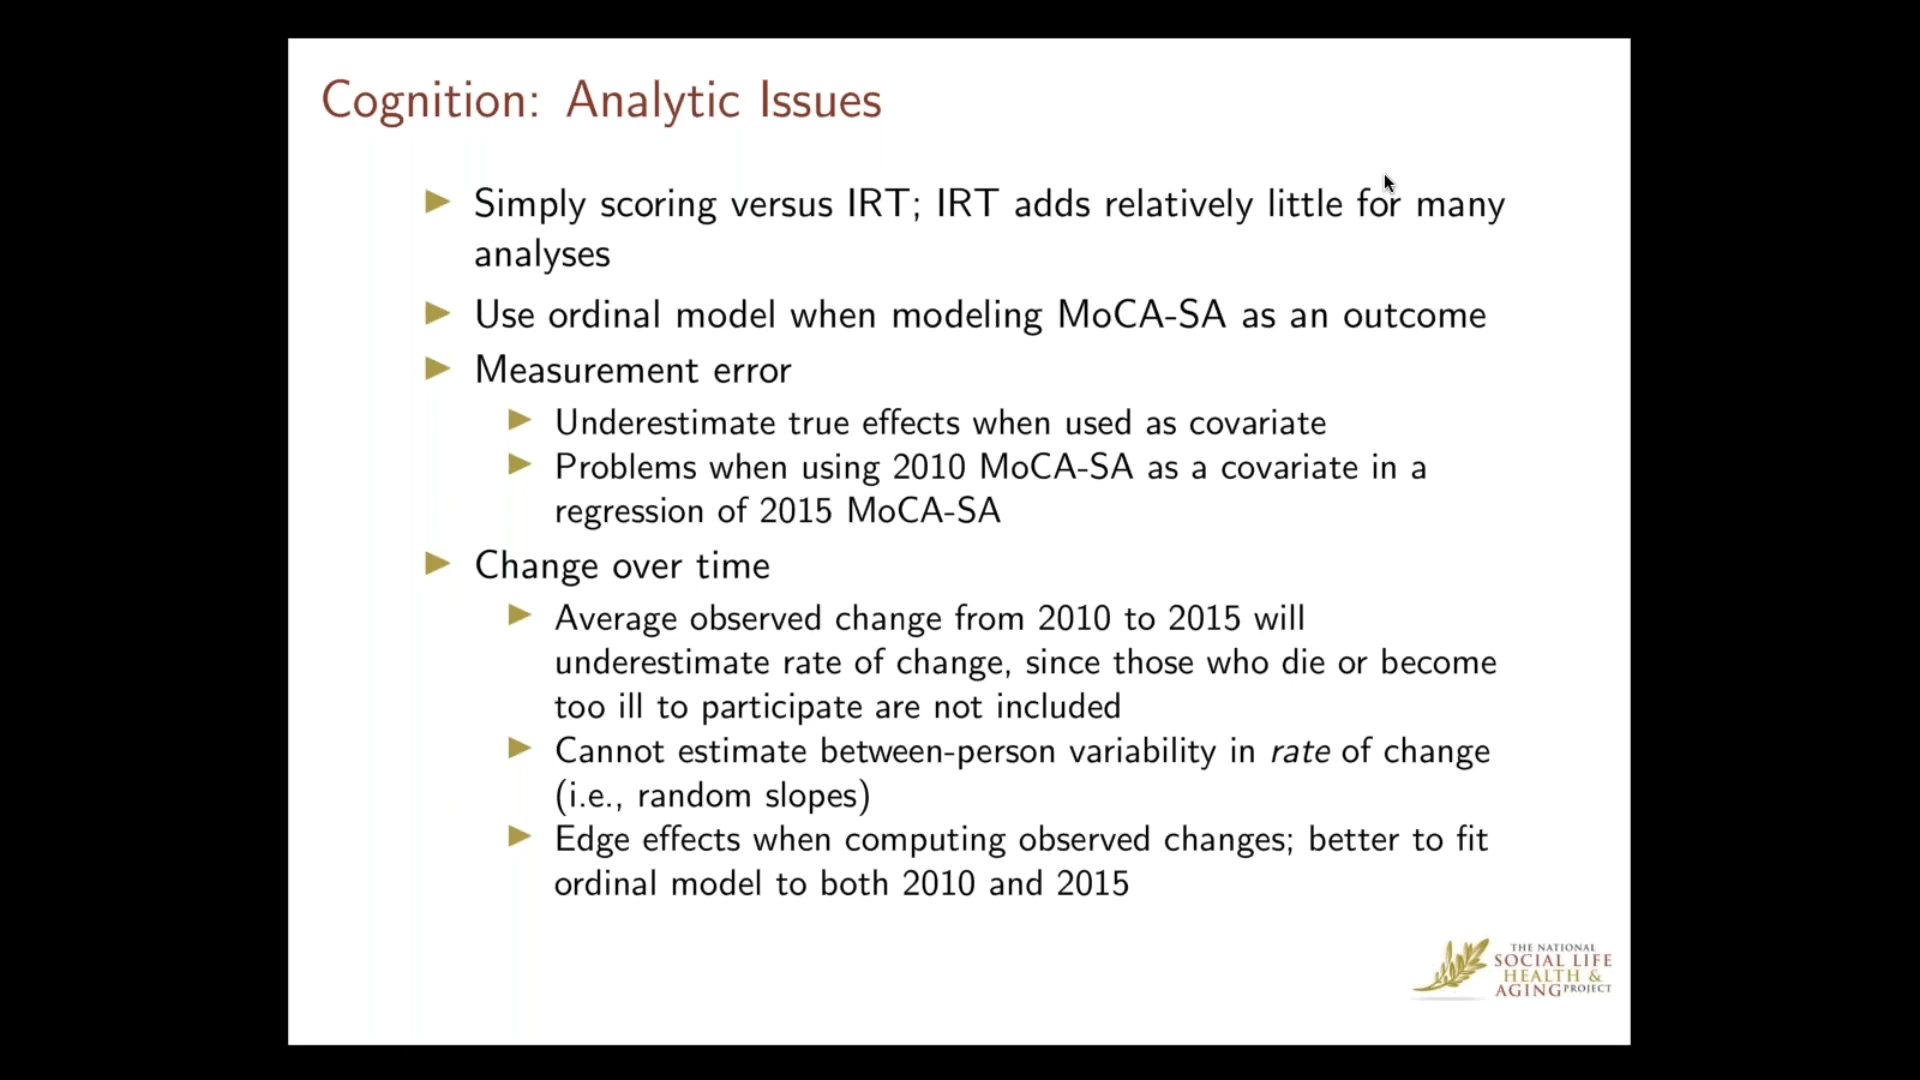 Cognition: Analytic Issues
Simply scoring versus IRT; IRT adds relatively little for many
analyses
Use ordinal model when modeling MoCA-SA as an outcome
Measurement error
Underestimate true effects when used as covariate
Problems when using 2010 MoCA-SA as a covariate in a
regression of 2015 MoCA-SA
Change over time
Average observed change from 2010 to 2015 will
underestimate rate of change, since those who die or become
too ill to participate are not included
Cannot estimate between-person variability in rate of change
(i.e., random slopes)
Edge effects when computing observed changes; better to fit
ordinal model to both 2010 and 2015
THE NATIONAL
SOCIAL LIFE
HEALTH &
AGING PROJECT